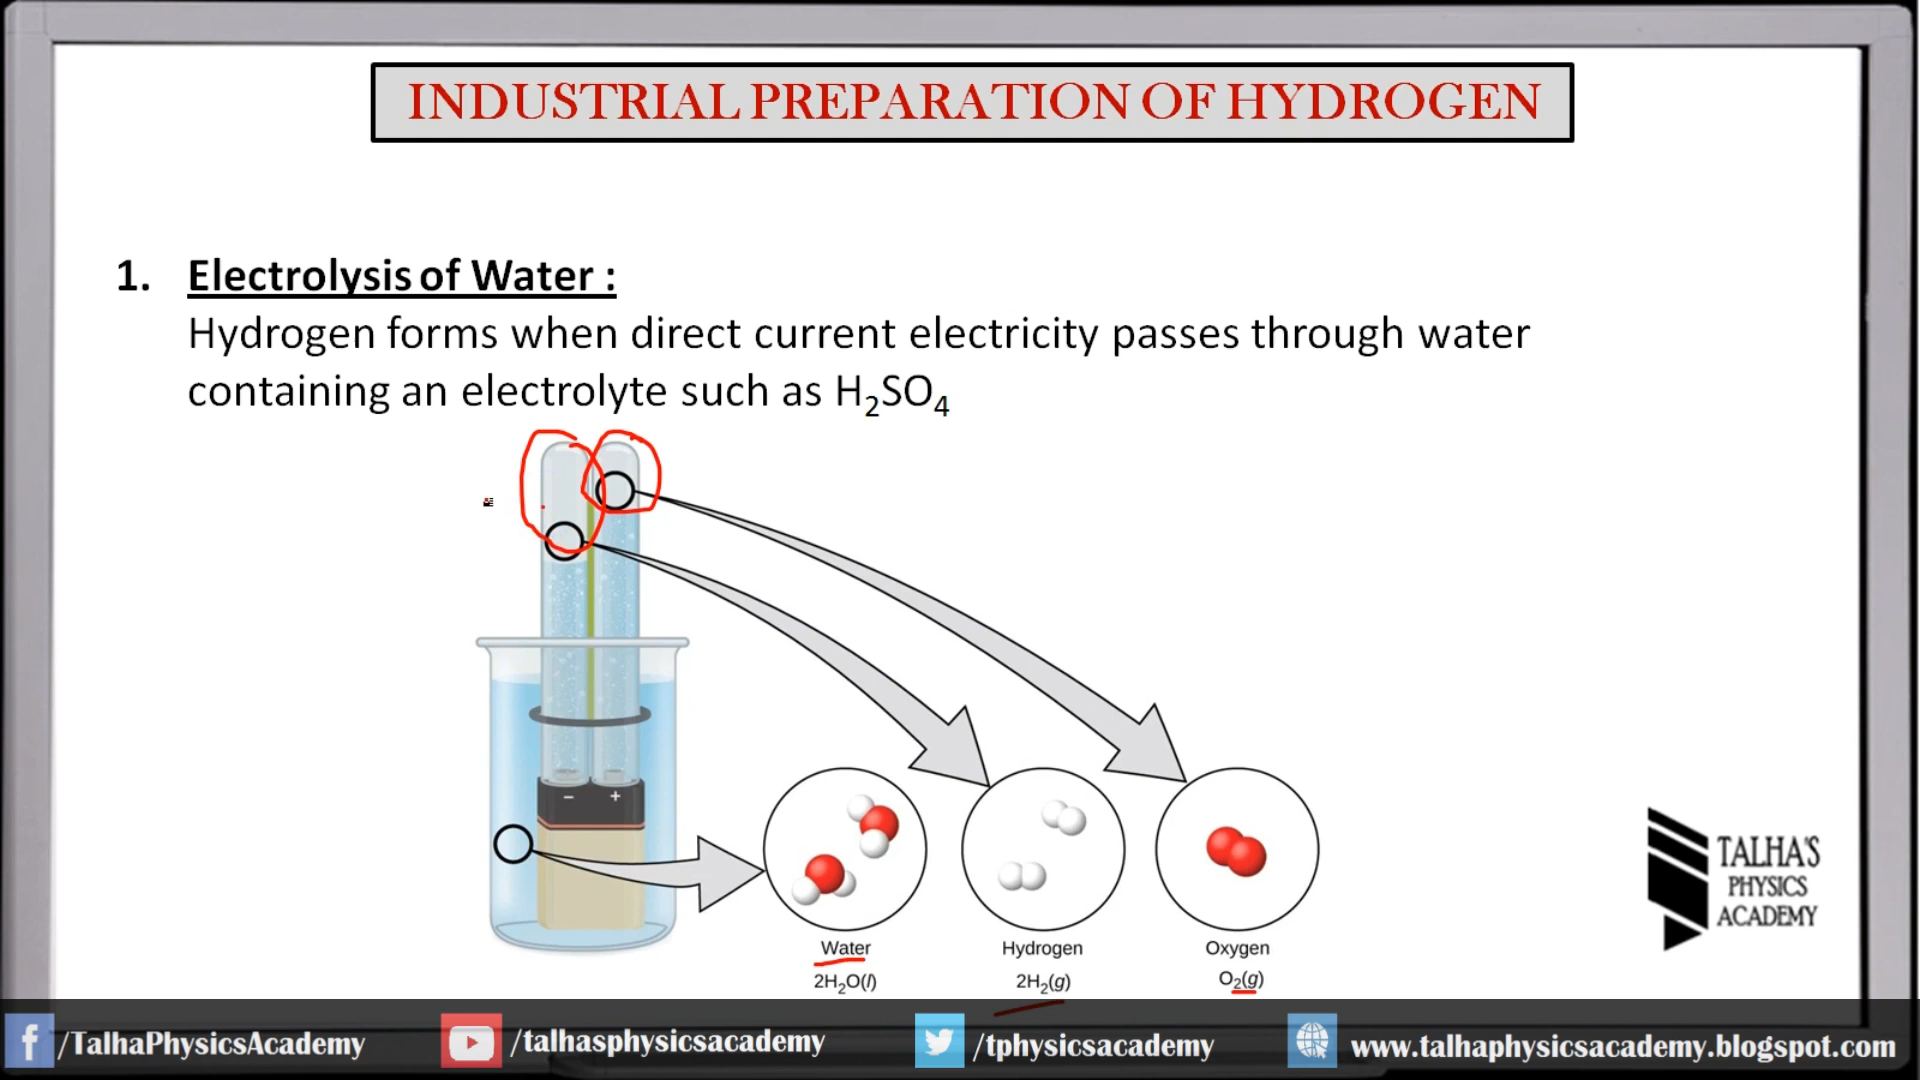 INDUSTRIAL PREPARATION OF HYDROGEN
1. Electrolysis of Water :
Hydrogen forms when direct current electricity passes through water
containing an electrolyte such as H₂SO₄
− +
Water
2H₂O(l)
Hydrogen
2H₂(g)
Oxygen
O₂(g)
TALHA'S
PHYSICS
ACADEMY
/TalhaPhysicsAcademy
/talhasphysicsacademy
/tphysicsacademy
www.talhaphysicsacademy.blogspot.com